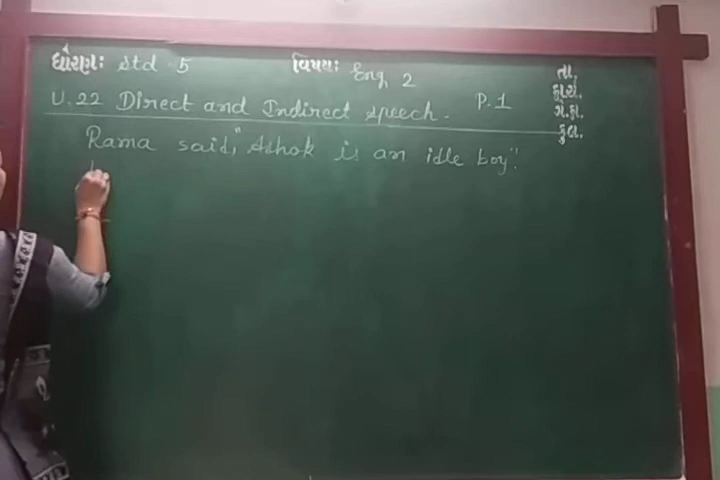 ધોરણઃ Std. 5 વિષયઃ Eng 2
U.22 Direct and Indirect speech. P.1
Rama said, "Ashok is an idle boy".
તા.
હા.સં.
ગે.હા.
કુલ.